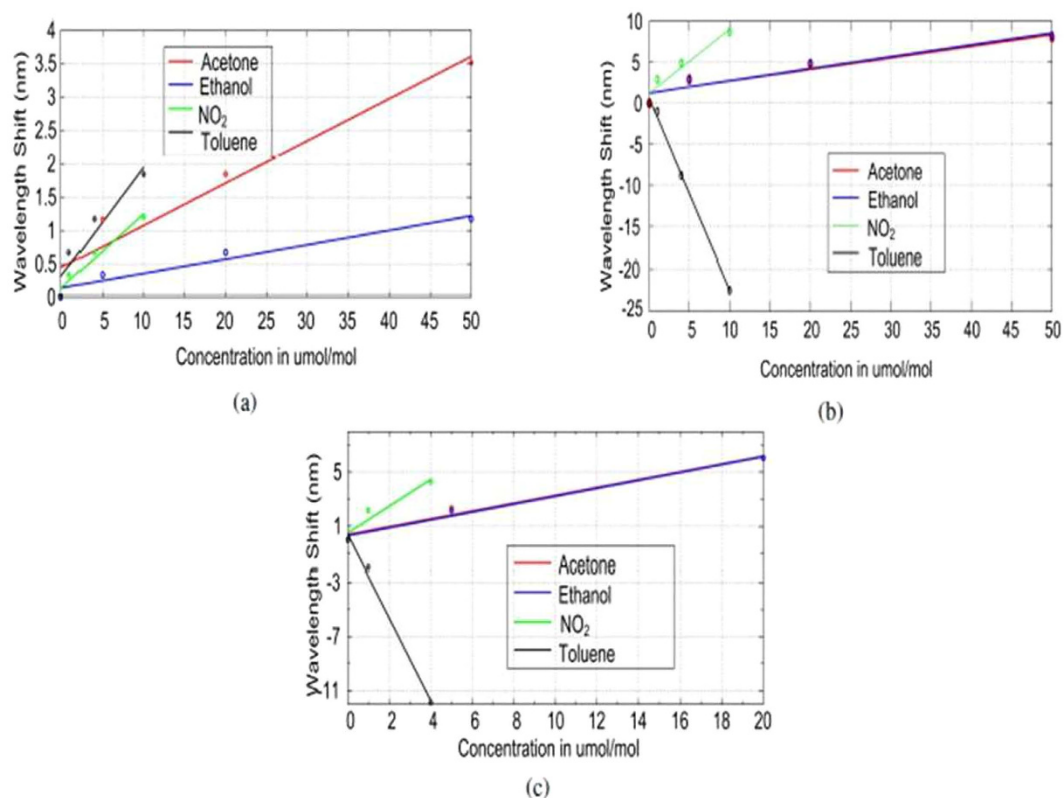 4
3.5
3
2.5
2
1.5
1
0.5
0
Wavelength Shift (nm)
Acetone
Ethanol
NO₂
Toluene
0 5 10 15 20 25 30 35 40 45 50
Concentration in umol/mol
(a)
10
5
0
-5
-10
-15
-20
-25
Wavelength Shift (nm)
Acetone
Ethanol
NO₂
Toluene
0 5 10 15 20 25 30 35 40 45 50
Concentration in umol/mol
(b)
5
1
-3
-7
-11
Wavelength Shift (nm)
Acetone
Ethanol
NO₂
Toluene
0 2 4 6 8 10 12 14 16 18 20
Concentration in umol/mol
(c)